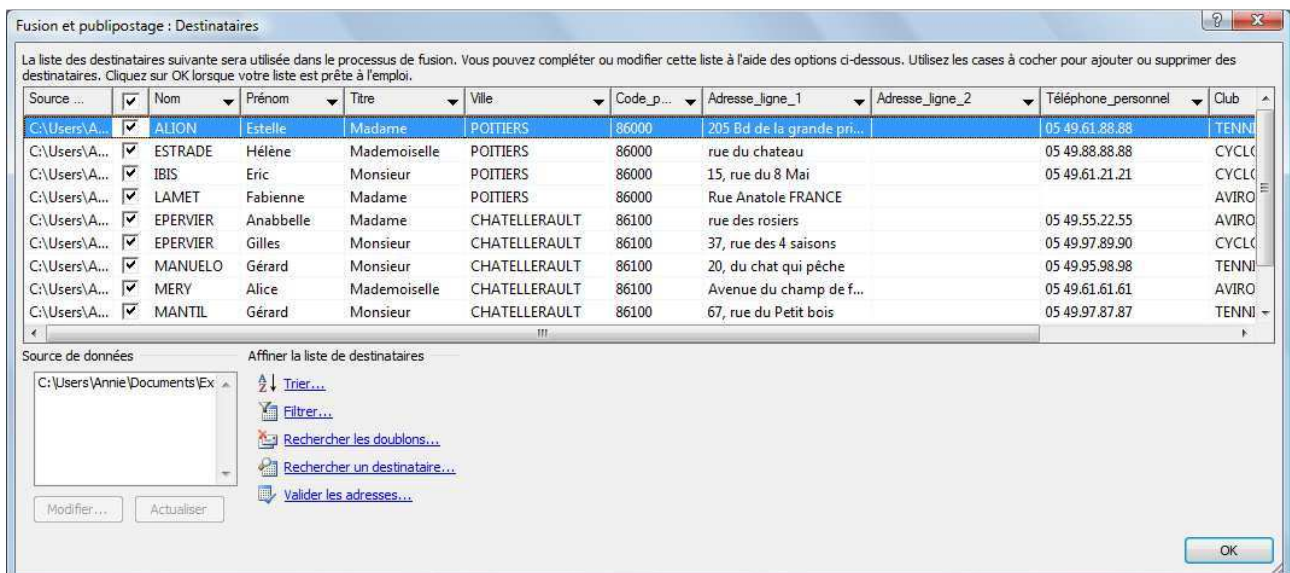 Fusion et publipostage : Destinataires
La liste des destinataires suivante sera utilisée dans le processus de fusion. Vous pouvez compléter ou modifier cette liste à l'aide des options ci-dessous. Utilisez les cases à cocher pour ajouter ou supprimer des
destinataires. Cliquez sur OK lorsque votre liste est prête à l'emploi.
Source ... Nom Prénom Titre Ville Code_p... Adresse_ligne_1 Adresse_ligne_2 Téléphone_personnel Club
C:\Users\A... ALION Estelle Madame POITIERS 86000 205 Bd de la grande pri... 05 49.61.88.88 TENNI
C:\Users\A... ESTRADE Hélène Mademoiselle POITIERS 86000 rue du chateau 05 49.88.88.88 CYCLO
C:\Users\A... IBIS Eric Monsieur POITIERS 86000 15, rue du 8 Mai 05 49.61.21.21 CYCLO
C:\Users\A... LAMET Fabienne Madame POITIERS 86000 Rue Anatole FRANCE AVIRO
C:\Users\A... EPERVIER Anabbelle Madame CHATELLERAULT 86100 rue des rosiers 05 49.55.22.55 AVIRO
C:\Users\A... EPERVIER Gilles Monsieur CHATELLERAULT 86100 37, rue des 4 saisons 05 49.97.89.90 CYCLO
C:\Users\A... MANUELO Gérard Monsieur CHATELLERAULT 86100 20, du chat qui pêche 05 49.95.98.98 TENNI
C:\Users\A... MERY Alice Mademoiselle CHATELLERAULT 86100 Avenue du champ de f... 05 49.61.61.61 AVIRO
C:\Users\A... MANTIL Gérard Monsieur CHATELLERAULT 86100 67, rue du Petit bois 05 49.97.87.87 TENNI
Source de données
Affiner la liste de destinataires
C:\Users\Annie\Documents\Ex
Trier...
Filtrer...
Rechercher les doublons...
Rechercher un destinataire...
Valider les adresses...
Modifier... Actualiser
OK